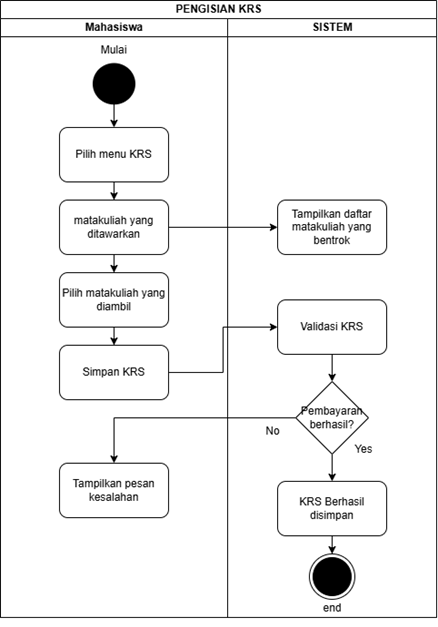 PENGISIAN KRS
Mahasiswa
SISTEM
Mulai
Pilih menu KRS
matakuliah yang
ditawarkan
Tampilkan daftar
matakuliah yang
bentrok
Pilih matakuliah yang
diambil
Validasi KRS
Simpan KRS
Pembayaran
berhasil?
No
Yes
Tampilkan pesan
kesalahan
KRS Berhasil
disimpan
end